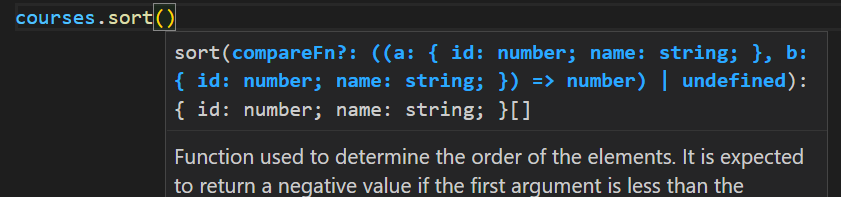 courses.sort()
sort(compareFn?: ((a: { id: number; name: string; }, b:
{ id: number; name: string; }) => number) | undefined):
{ id: number; name: string; }[]
Function used to determine the order of the elements. It is expected
to return a negative value if the first argument is less than the